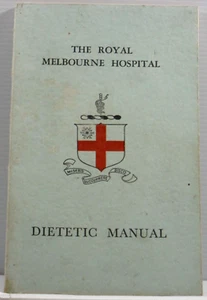 THE ROYAL
MELBOURNE HOSPITAL
DIETETIC MANUAL